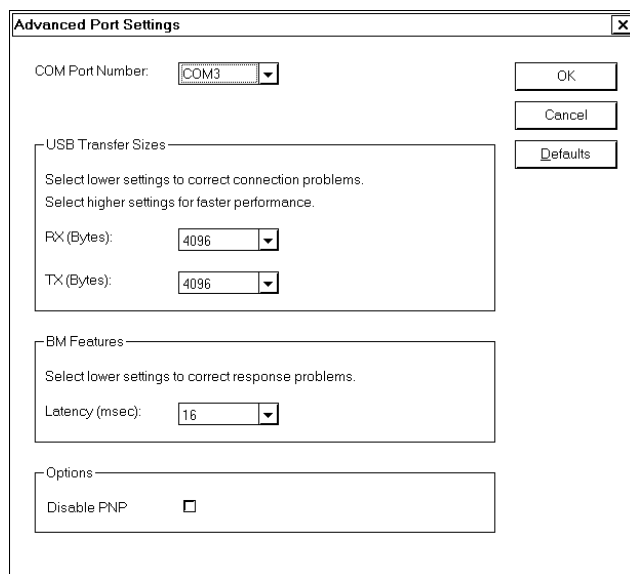 Advanced Port Settings
COM Port Number: COM3
OK
Cancel
Defaults
USB Transfer Sizes
Select lower settings to correct connection problems.
Select higher settings for faster performance.
RX (Bytes): 4096
TX (Bytes): 4096
BM Features
Select lower settings to correct response problems.
Latency (msec): 16
Options
Disable PNP